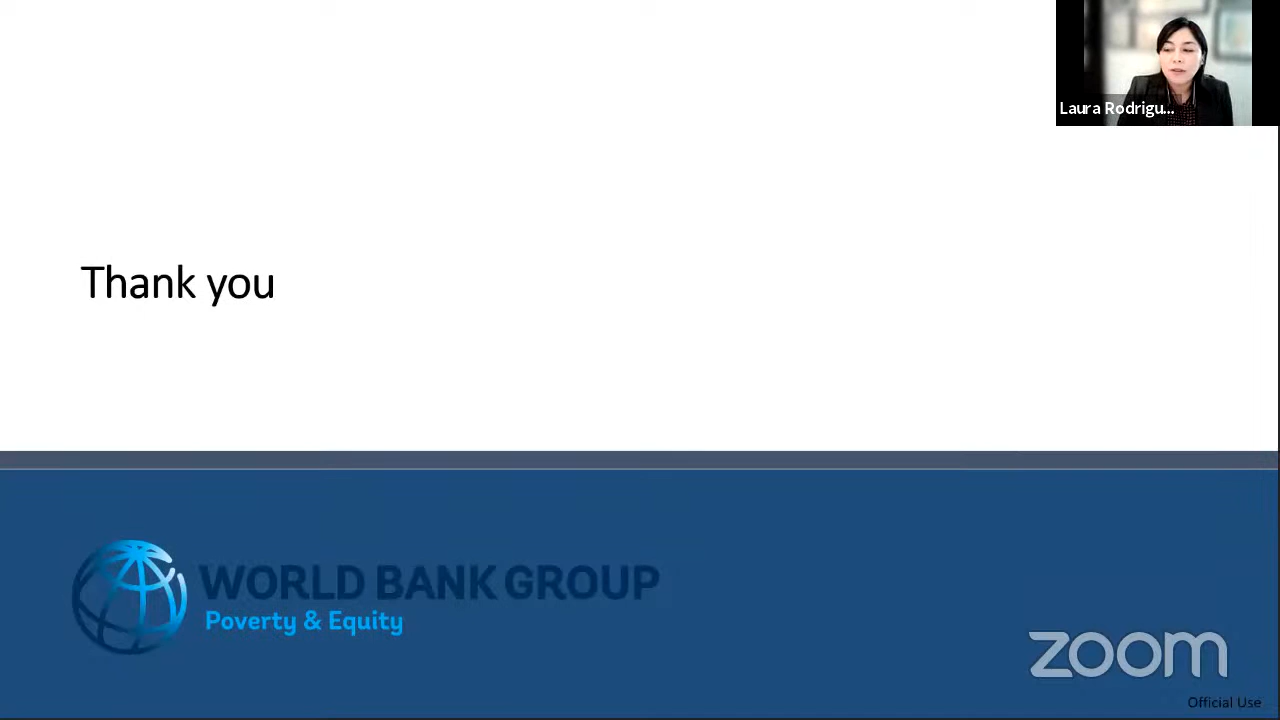 Laura Rodrigu...
Thank you
WORLD BANK GROUP
Poverty & Equity
zoom
Official Use